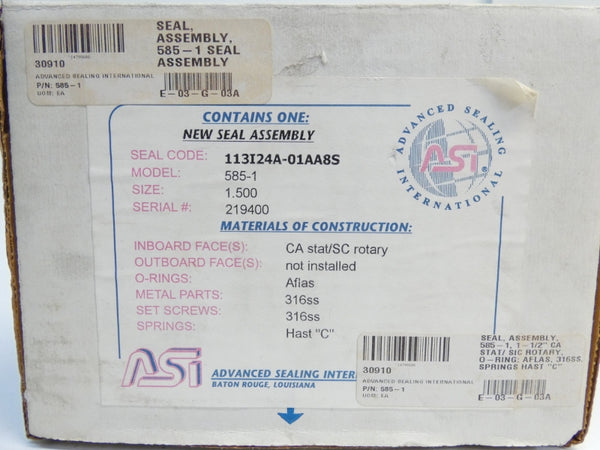 SEAL,
ASSEMBLY,
585-1 SEAL
ASSEMBLY
30910
ADVANCED SEALING INTERNATIONAL
P/N: 585-1
UOM: EA
E-03-G-03A
CONTAINS ONE:
NEW SEAL ASSEMBLY
SEAL CODE: 113I24A-01AA8S
MODEL: 585-1
SIZE: 1.500
SERIAL #: 219400
ADVANCED SEALING
ASI
INTERNATIONAL
MATERIALS OF CONSTRUCTION:
INBOARD FACE(S): CA stat/SC rotary
OUTBOARD FACE(S): not installed
O-RINGS: Aflas
METAL PARTS: 316ss
SET SCREWS: 316ss
SPRINGS: Hast "C"
ASI
ADVANCED SEALING INTER
BATON ROUGE, LOUISIANA
30910
ADVANCED SEALING INTERNATIONAL
P/N: 585-1
UOM: EA
SEAL, ASSEMBLY,
585-1, 1-1/2" CA
STAT/ SIC ROTARY,
O-RING: AFLAS, 316SS,
SPRINGS HAST "C"
E-03-G-03A